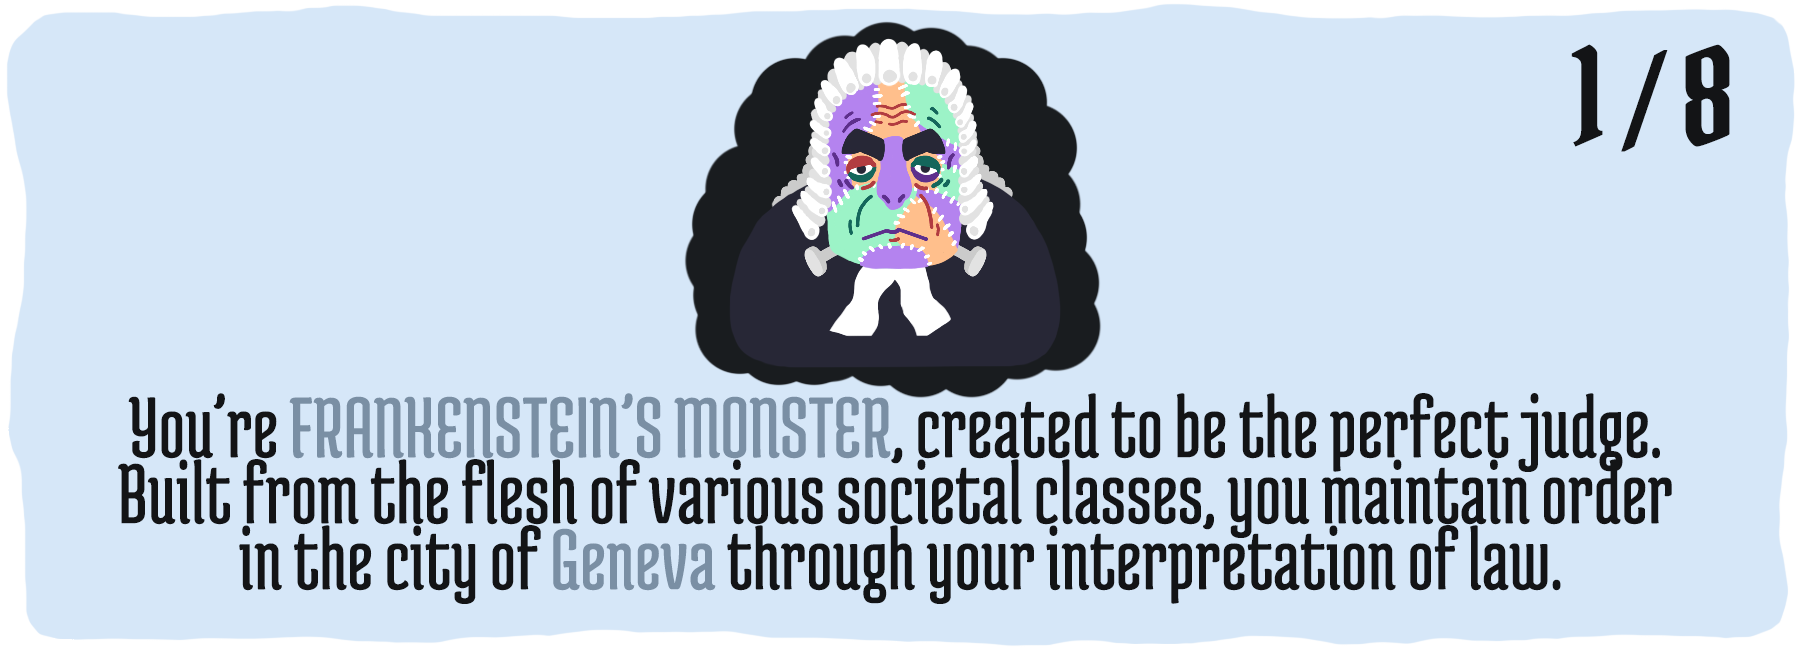 1/8
You're FRANKENSTEIN'S MONSTER, created to be the perfect judge.
Built from the flesh of various societal classes, you maintain order
in the city of Geneva through your interpretation of law.